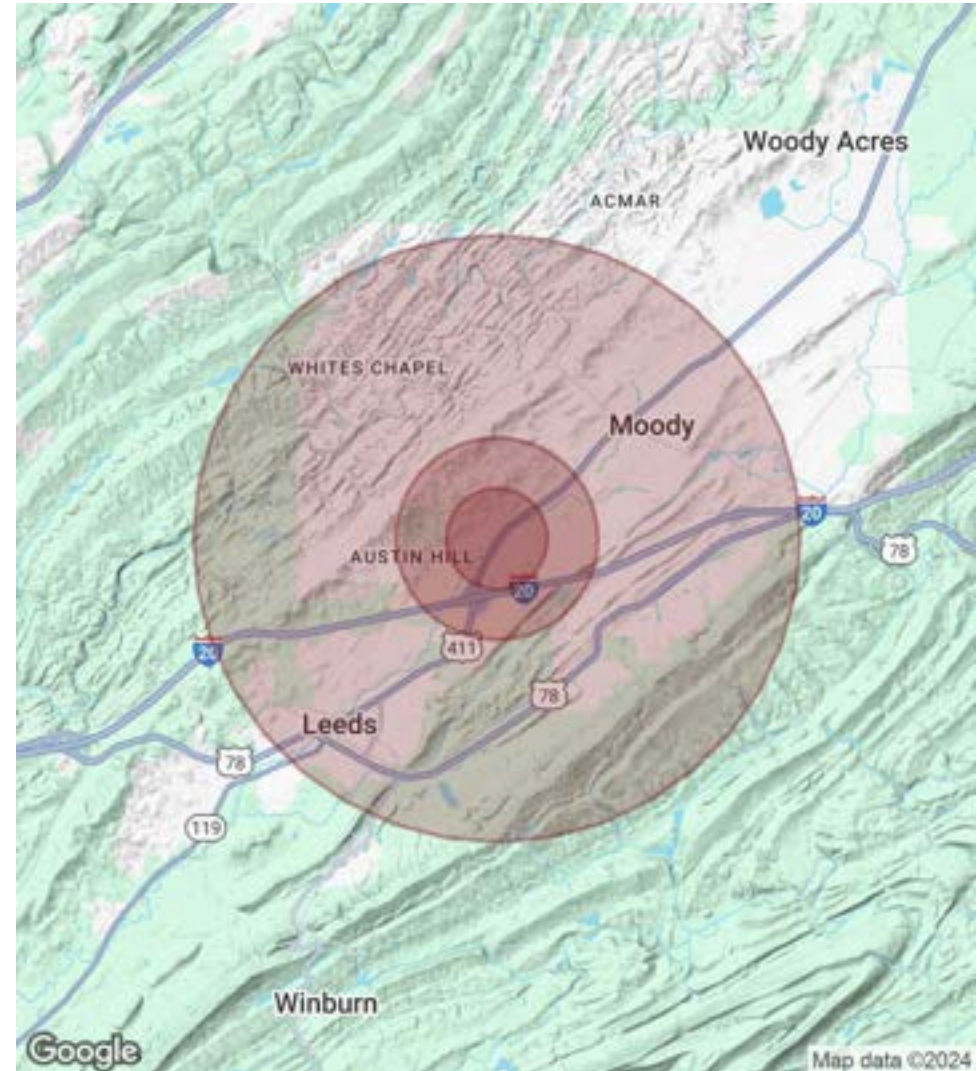 Woody Acres
ACMAR
WHITES CHAPEL
Moody
20
78
AUSTIN HILL
20
411
20
78
Leeds
78
119
Winburn
Google
Map data ©2024